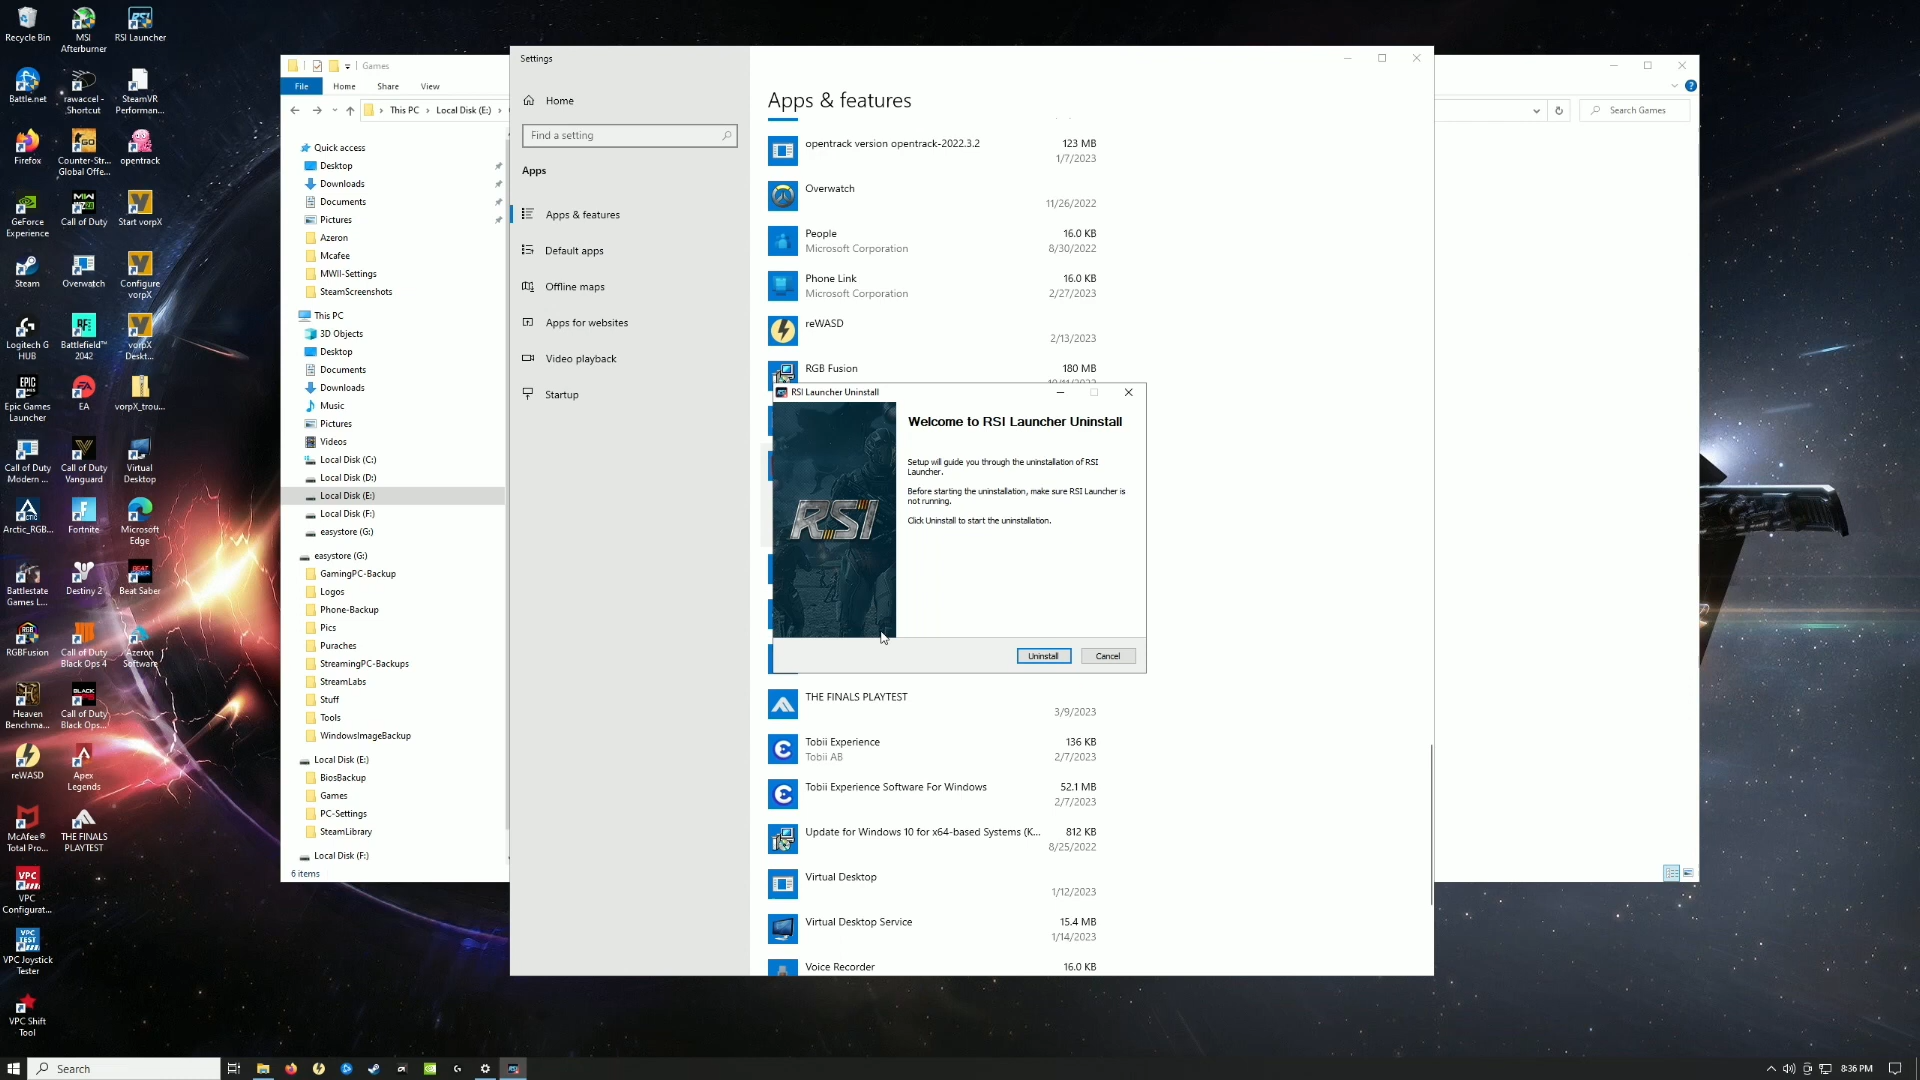 Recycle Bin
MSI Afterburner
RSI Launcher
Battle.net
rawaccel - Shortcut
SteamVR Performan...
Firefox
Counter-Str... Global Offe...
opentrack
GeForce Experience
Call of Duty
Start vorpX
Steam
Overwatch
Configure vorpX
Logitech G HUB
Battlefield™ 2042
vorpX Deskt...
Epic Games Launcher
EA
vorpX_trou...
Call of Duty Modern ...
Call of Duty Vanguard
Virtual Desktop
Arctic_RGB...
Fortnite
Microsoft Edge
Battlestate Games L...
Destiny 2
Beat Saber
RGBFusion
Call of Duty Black Ops 4
Azeron Software
Heaven Benchma...
Call of Duty Black Ops...
reWASD
Apex Legends
McAfee® Total Pro...
THE FINALS PLAYTEST
VPC Configurat...
VPC Joystick Tester
VPC Shift Tool
Games
File
Home
Share
View
This PC
Local Disk (E:)
Quick access
Desktop
Downloads
Documents
Pictures
Azeron
Mcafee
MWII-Settings
SteamScreenshots
This PC
3D Objects
Desktop
Documents
Downloads
Music
Pictures
Videos
Local Disk (C:)
Local Disk (D:)
Local Disk (E:)
Local Disk (F:)
easystore (G:)
easystore (G:)
GamingPC-Backup
Logos
Phone-Backup
Pics
Puraches
StreamingPC-Backups
StreamLabs
Stuff
Tools
WindowsImageBackup
Local Disk (E:)
BiosBackup
Games
PC-Settings
SteamLibrary
Local Disk (F:)
6 items
Settings
Home
Find a setting
Apps
Apps & features
Default apps
Offline maps
Apps for websites
Video playback
Startup
Apps & features
opentrack version opentrack-2022.3.2
123 MB
1/7/2023
Overwatch
11/26/2022
People
16.0 KB
Microsoft Corporation
8/30/2022
Phone Link
16.0 KB
Microsoft Corporation
2/27/2023
reWASD
2/13/2023
RGB Fusion
180 MB
RSI Launcher Uninstall
Welcome to RSI Launcher Uninstall
Setup will guide you through the uninstallation of RSI
Launcher.
Before starting the uninstallation, make sure RSI Launcher is
not running.
Click Uninstall to start the uninstallation.
RSI
Uninstall
Cancel
THE FINALS PLAYTEST
3/9/2023
Tobii Experience
136 KB
Tobii AB
2/7/2023
Tobii Experience Software For Windows
52.1 MB
2/7/2023
Update for Windows 10 for x64-based Systems (K...
812 KB
8/25/2022
Virtual Desktop
1/12/2023
Virtual Desktop Service
15.4 MB
1/14/2023
Voice Recorder
16.0 KB
Search Games
Search
8:36 PM